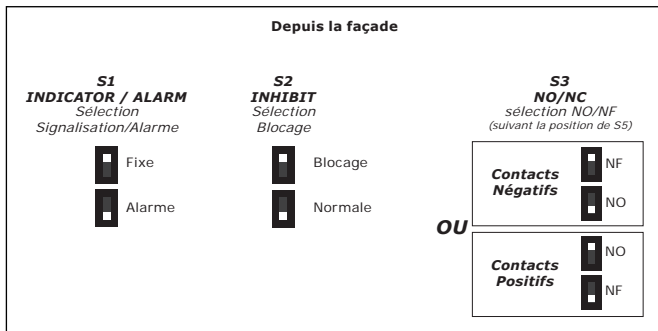 Depuis la façade
S1
INDICATOR / ALARM
Sélection
Signalisation/Alarme
Fixe
Alarme
S2
INHIBIT
Sélection
Blocage
Blocage
Normale
S3
NO/NC
sélection NO/NF
(suivant la position de S5)
Contacts
Négatifs
NF
NO
OU
Contacts
Positifs
NO
NF